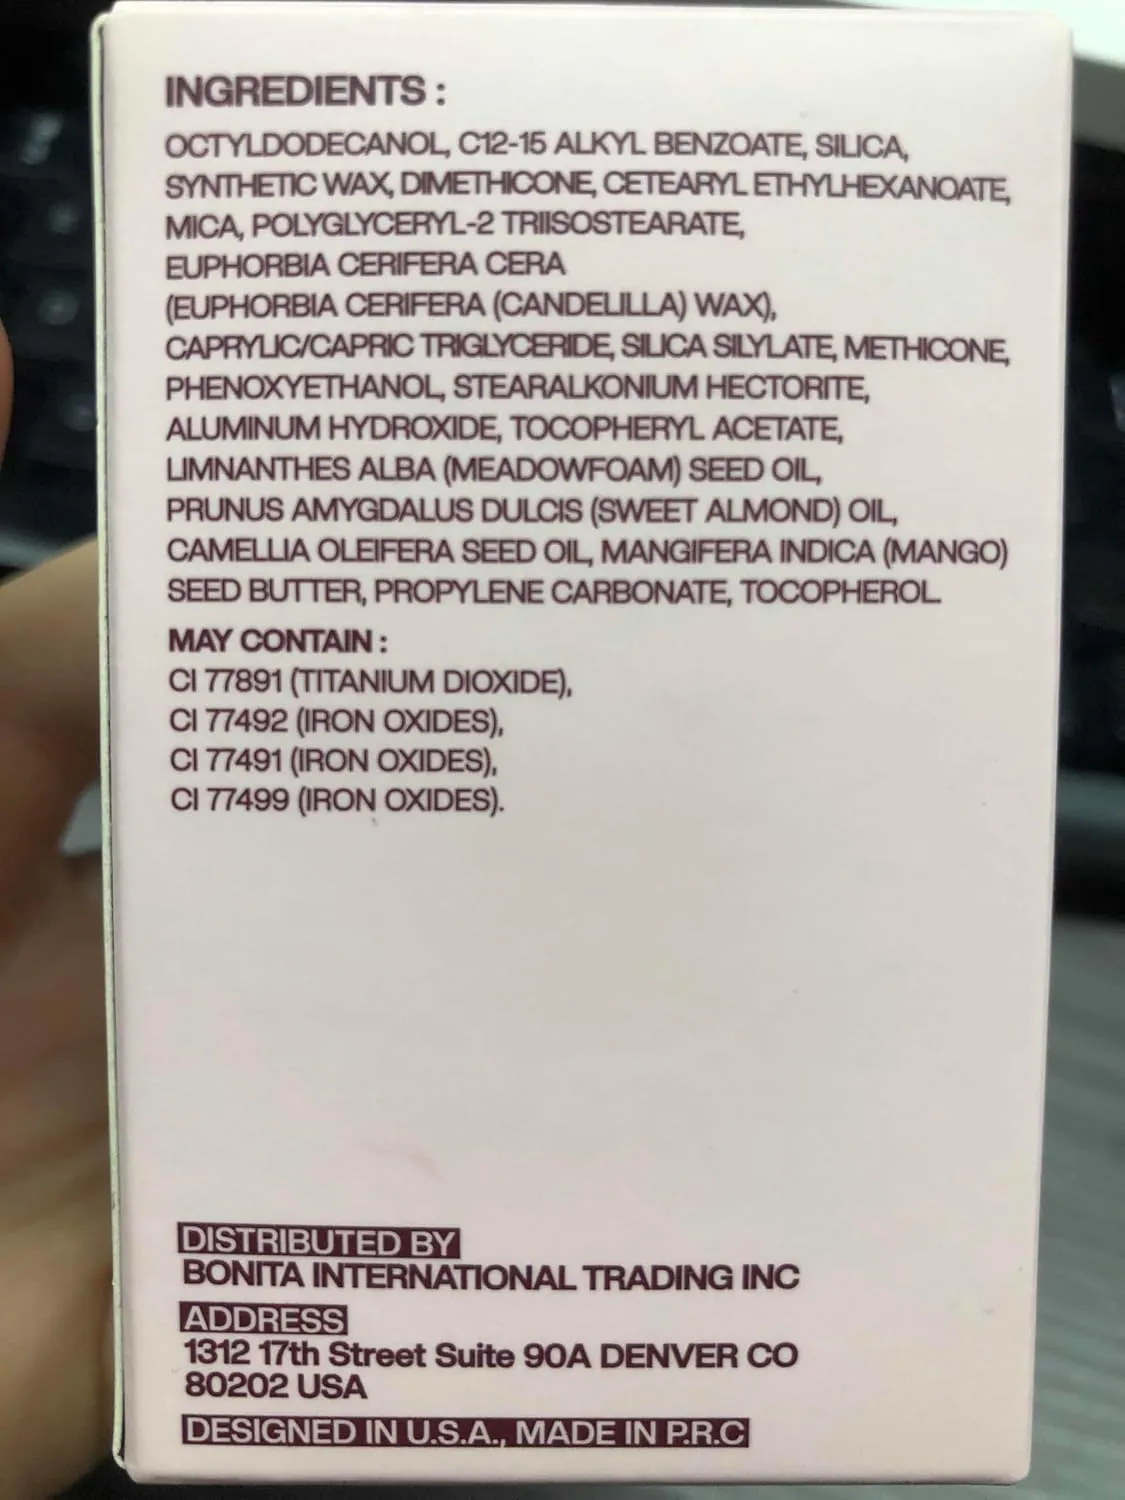 INGREDIENTS :
OCTYLDODECANOL, C12-15 ALKYL BENZOATE, SILICA,
SYNTHETIC WAX, DIMETHICONE, CETEARYL ETHYLHEXANOATE,
MICA, POLYGLYCERYL-2 TRIISOSTEARATE,
EUPHORBIA CERIFERA CERA
(EUPHORBIA CERIFERA (CANDELILLA) WAX),
CAPRYLIC/CAPRIC TRIGLYCERIDE, SILICA SILYLATE, METHICONE,
PHENOXYETHANOL, STEARALKONIUM HECTORITE,
ALUMINUM HYDROXIDE, TOCOPHERYL ACETATE,
LIMNANTHES ALBA (MEADOWFOAM) SEED OIL,
PRUNUS AMYGDALUS DULCIS (SWEET ALMOND) OIL,
CAMELLIA OLEIFERA SEED OIL, MANGIFERA INDICA (MANGO)
SEED BUTTER, PROPYLENE CARBONATE, TOCOPHEROL.
MAY CONTAIN :
CI 77891 (TITANIUM DIOXIDE),
CI 77492 (IRON OXIDES),
CI 77491 (IRON OXIDES),
CI 77499 (IRON OXIDES).
DISTRIBUTED BY
BONITA INTERNATIONAL TRADING INC
ADDRESS
1312 17th Street Suite 90A DENVER CO
80202 USA
DESIGNED IN U.S.A., MADE IN P.R.C